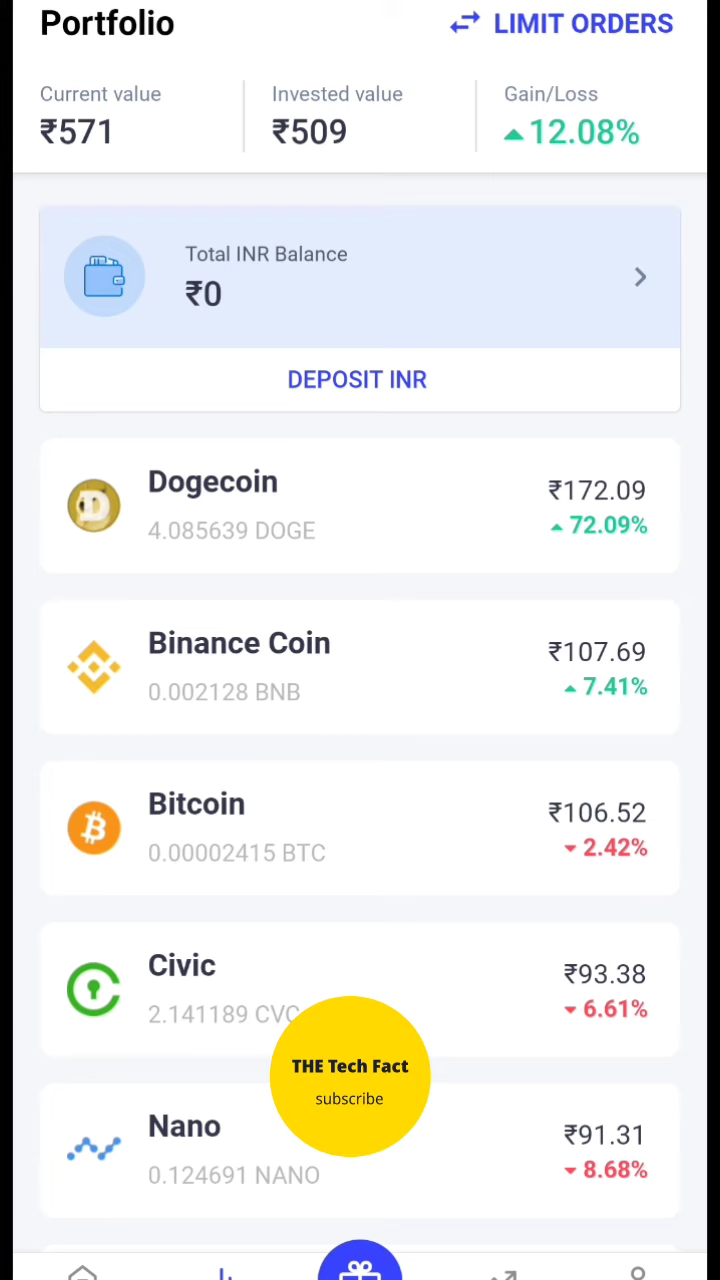 Portfolio
LIMIT ORDERS
Current value
Invested value
Gain/Loss
₹571
₹509
12.08%
Total INR Balance
₹0
DEPOSIT INR
Dogecoin
₹172.09
4.085639 DOGE
72.09%
Binance Coin
₹107.69
0.002128 BNB
7.41%
Bitcoin
₹106.52
0.00002415 BTC
2.42%
Civic
₹93.38
2.141189 CVC
6.61%
THE Tech Fact
subscribe
Nano
₹91.31
0.124691 NANO
8.68%